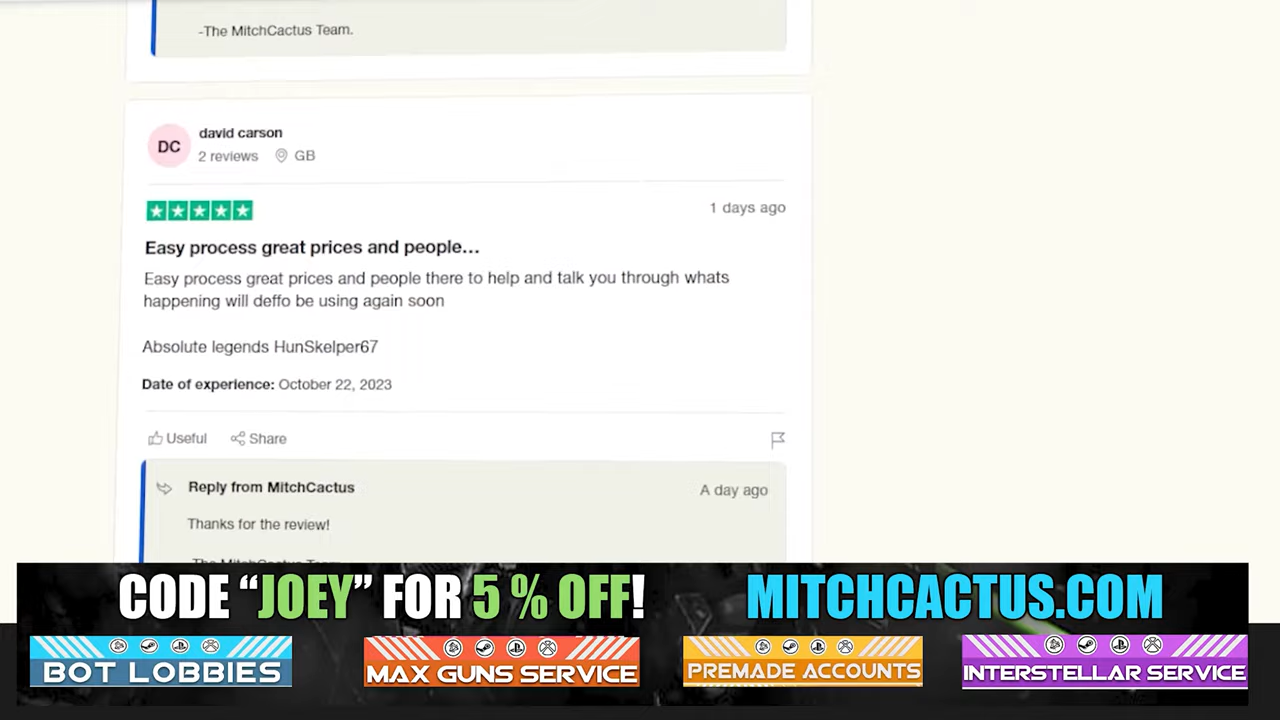 -The MitchCactus Team.
DC
david carson
2 reviews GB
1 days ago
Easy process great prices and people...
Easy process great prices and people there to help and talk you through whats
happening will deffo be using again soon
Absolute legends HunSkelper67
Date of experience: October 22, 2023
Useful Share
Reply from MitchCactus
A day ago
Thanks for the review!
-The MitchCactus Team.
CODE “JOEY” FOR 5 % OFF!
MITCHCACTUS.COM
BOT LOBBIES
MAX GUNS SERVICE
PREMADE ACCOUNTS
INTERSTELLAR SERVICE